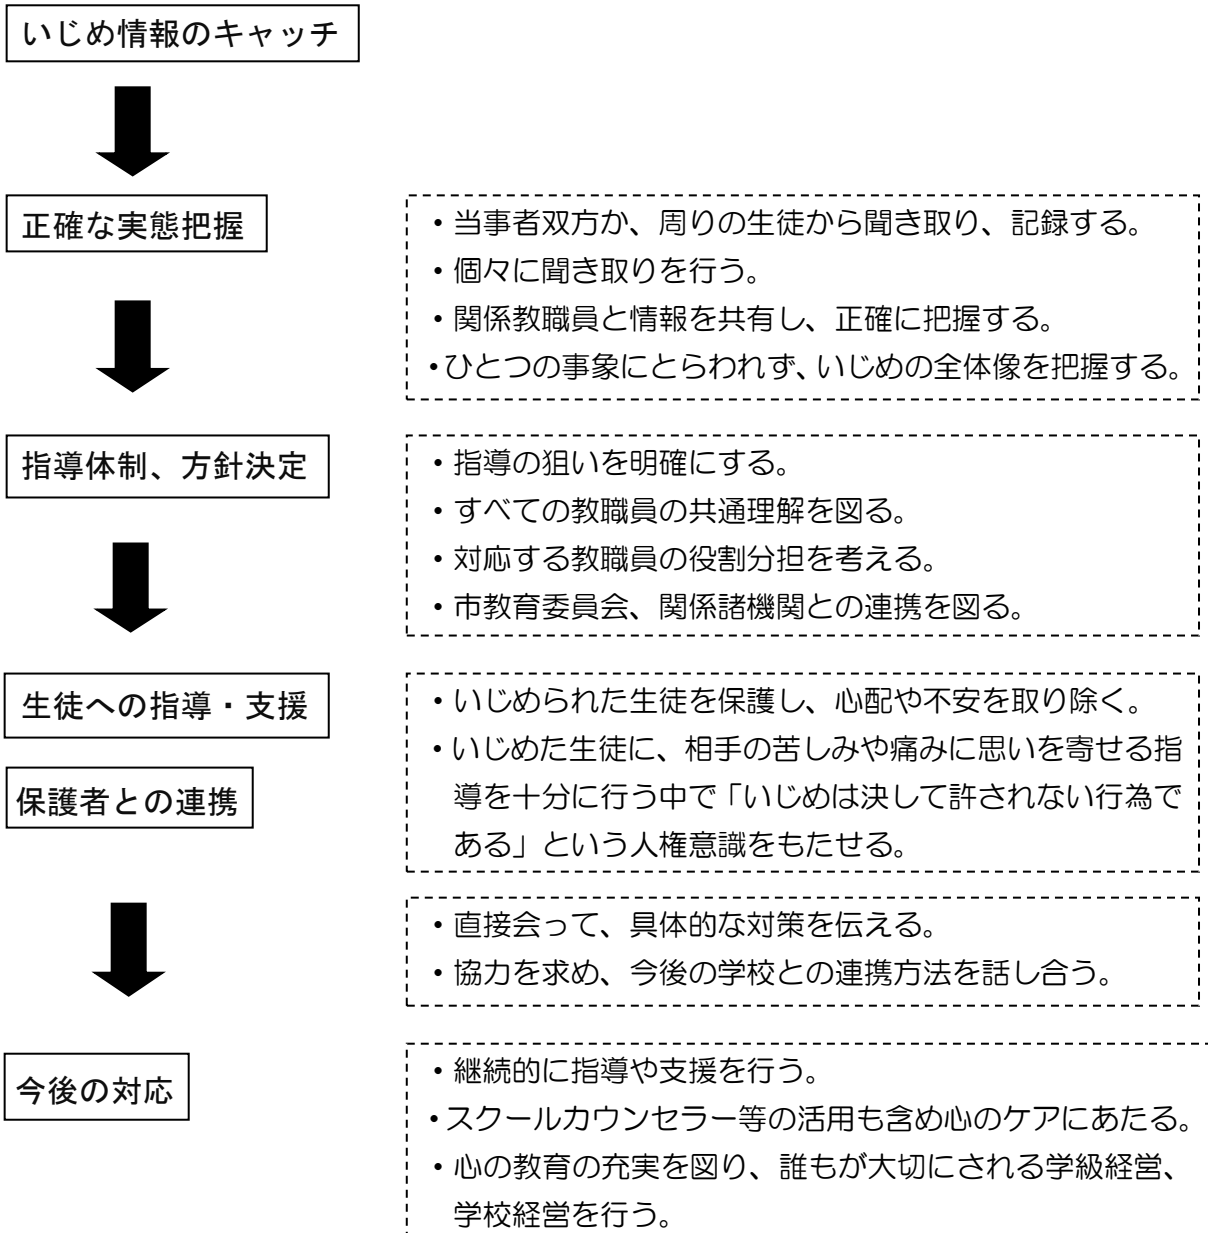 いじめ情報のキャッチ
正確な実態把握
・当事者双方か、周りの生徒から聞き取り、記録する。
・個々に聞き取りを行う。
・関係教職員と情報を共有し、正確に把握する。
・ひとつの事象にとらわれず、いじめの全体像を把握する。
指導体制、方針決定
・指導の狙いを明確にする。
・すべての教職員の共通理解を図る。
・対応する教職員の役割分担を考える。
・市教育委員会、関係諸機関との連携を図る。
生徒への指導・支援
・いじめられた生徒を保護し、心配や不安を取り除く。
・いじめた生徒に、相手の苦しみや痛みに思いを寄せる指
導を十分に行う中で「いじめは決して許されない行為で
ある」という人権意識をもたせる。
保護者との連携
・直接会って、具体的な対策を伝える。
・協力を求め、今後の学校との連携方法を話し合う。
今後の対応
・継続的に指導や支援を行う。
・スクールカウンセラー等の活用も含め心のケアにあたる。
・心の教育の充実を図り、誰もが大切にされる学級経営、
学校経営を行う。